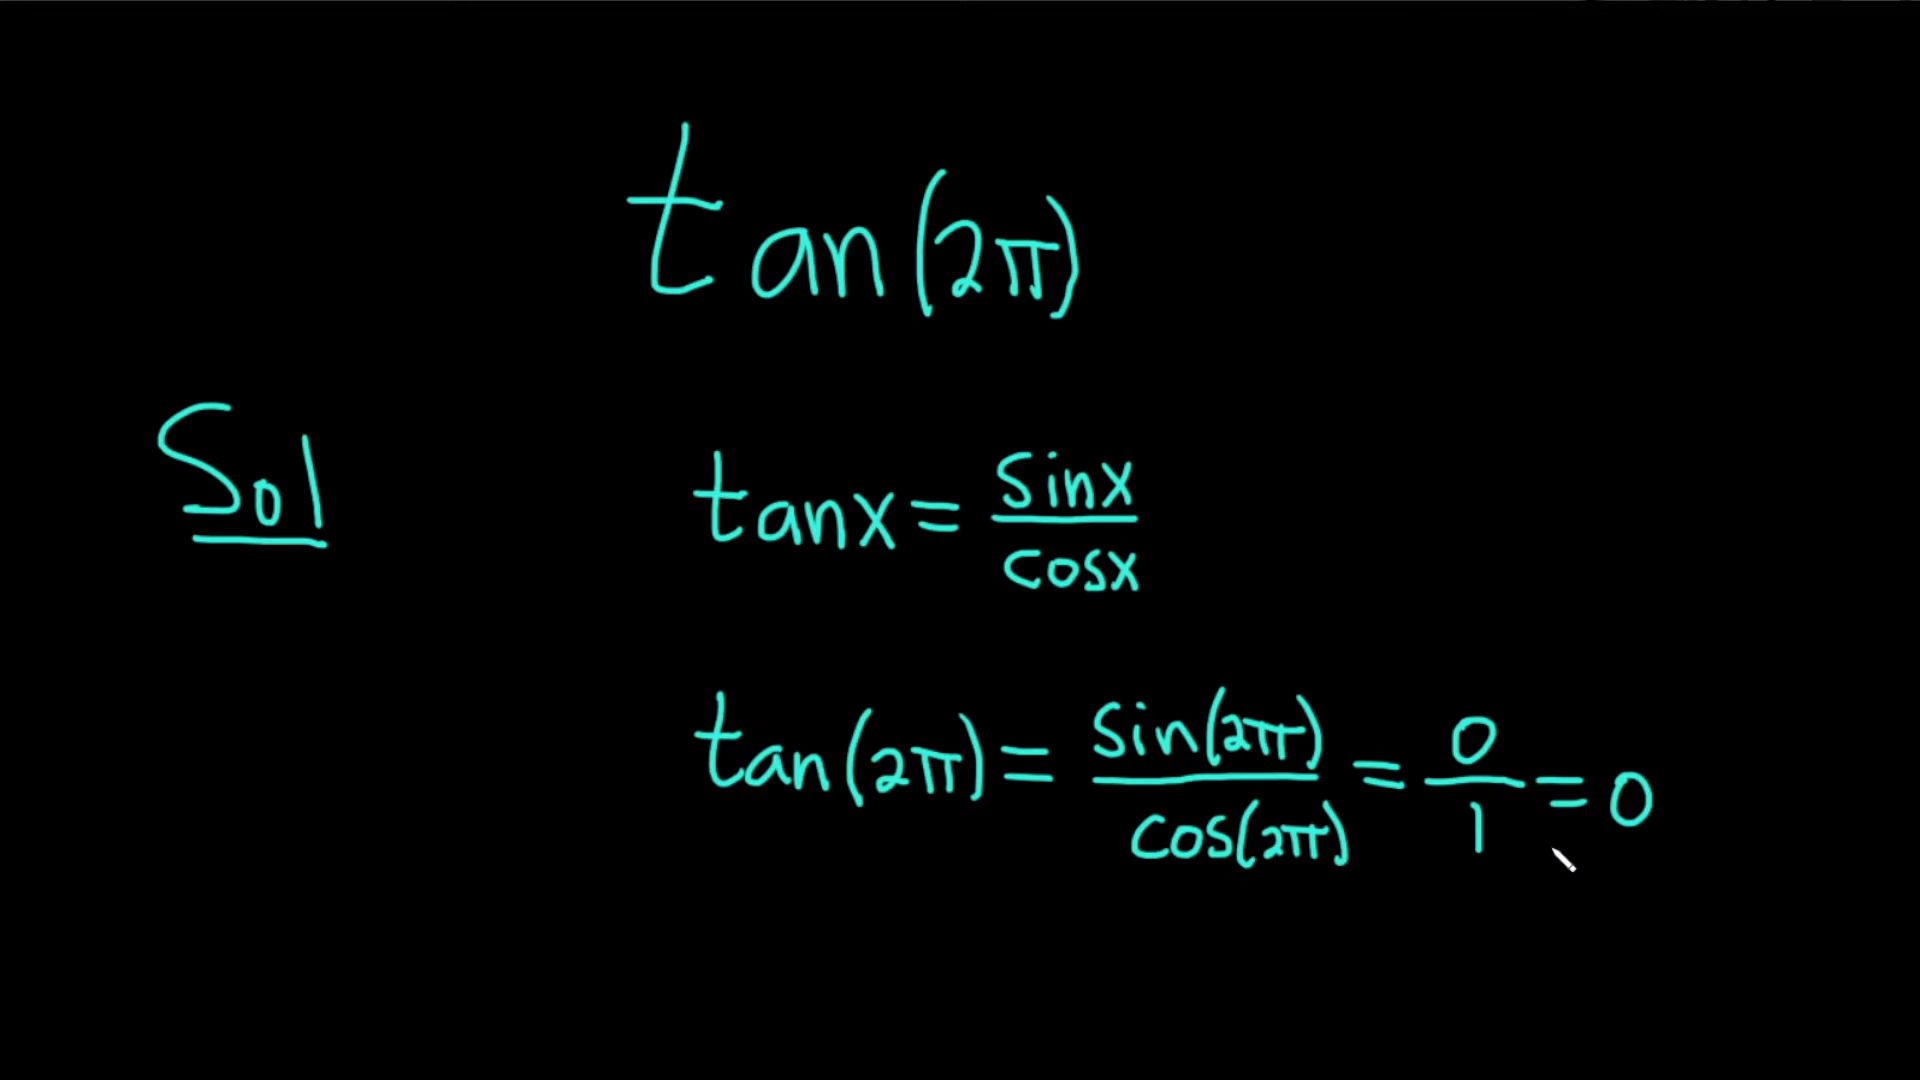 tan(2π)
Sol
tanx = sinx/cosx
tan(2π) = sin(2π)/cos(2π) = 0/1 = 0